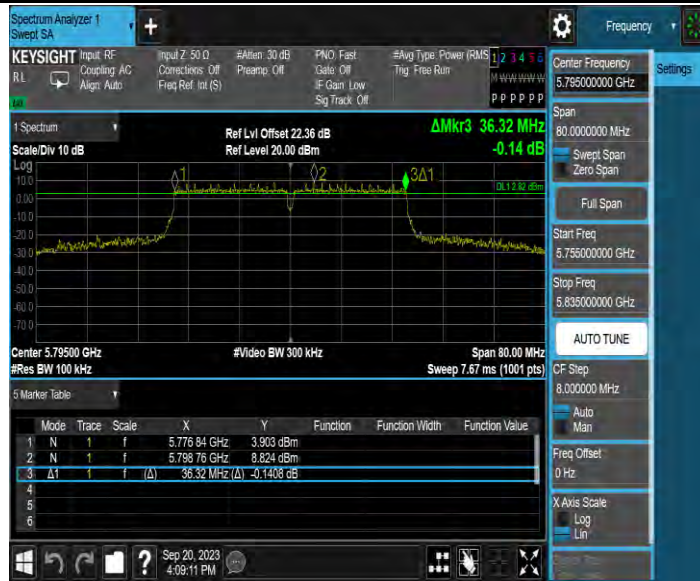 Spectrum Analyzer 1
Swept SA
+
Frequency
KEYSIGHT
RL
Input: RF
Coupling: AC
Align: Auto
Input Z: 50 Ω
Corrections: Off
Freq Ref: Int (S)
#Atten: 30 dB
Preamp: Off
PNO: Fast
Gate: Off
IF Gain: Low
Sig Track: Off
#Avg Type: Power (RMS)
Trig: Free Run
1 2 3 4 5 6
M W W W W W
P P P P P P
1 Spectrum
Scale/Div 10 dB
Ref Lvl Offset 22.36 dB
Ref Level 20.00 dBm
ΔMkr3 36.32 MHz
-0.14 dB
Log
10.0
0.00
-20.0
-30.0
-40.0
-50.0
-60.0
-70.0
1
2
3Δ1
DL1 2.82 dBm
Center 5.79500 GHz
#Res BW 100 kHz
#Video BW 300 kHz
Span 80.00 MHz
Sweep 7.67 ms (1001 pts)
5 Marker Table
Mode Trace Scale X Y Function Function Width Function Value
1 N 1 f 5.776 84 GHz 3.903 dBm
2 N 1 f 5.798 76 GHz 8.824 dBm
3 Δ1 1 f (Δ) 36.32 MHz (Δ) -0.1408 dB
4
5
6
Sep 20, 2023
4:09:11 PM
Center Frequency
5.795000000 GHz
Settings
Span
80.0000000 MHz
Swept Span
Zero Span
Full Span
Start Freq
5.755000000 GHz
Stop Freq
5.835000000 GHz
AUTO TUNE
CF Step
8.000000 MHz
Auto
Man
Freq Offset
0 Hz
X Axis Scale
Log
Lin